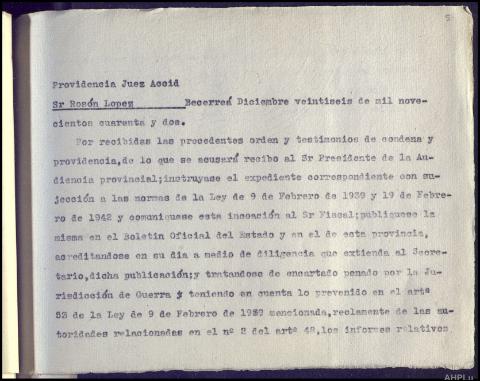 5
Providencia Juez Accid
Sr Rosón Lopez Becerreá Diciembre veintiseis de mil nove-
cientos cuarenta y dos.
Por recibidas las precedentes orden y testimonios de condena y
providencia,de lo que se acusará recibo al Sr Presidente de la Au-
diencia provincial;instruyase el expediente correspondiente con su-
jección a las normas de la Ley de 9 de Febrero de 1939 y 19 de Febre-
ro de 1942 y comuniquese esta incoación al Sr Fiscal;publiquese la
misma en el Boletin Oficial del Estado y en el de esta provincia,
acreditandose en su dia a medio de diligencia que extienda al Secre-
tario,dicha publicación;y tratandose de encartado penado por la Ju-
risdicción de Guerra y teniendo en cuenta lo prevenido en el artº
53 de la Ley de 9 de Febrero de 1939 mencionada,reclamese de las au-
toridades relacionadas en el nº 2 del artº 48,los informes relativos
AHPLu